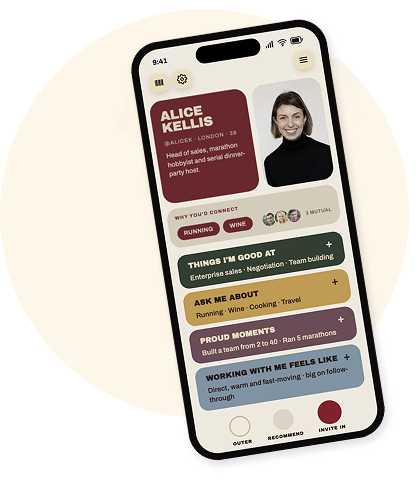 9:41
ALICE
KELLIS
@ALICEK · LONDON · 38
Head of sales, marathon
hobbyist and serial dinner-
party host.
WHY YOU'D CONNECT
RUNNING
WINE
3 MUTUAL
THINGS I'M GOOD AT
+
Enterprise sales · Negotiation · Team building
ASK ME ABOUT
+
Running · Wine · Cooking · Travel
PROUD MOMENTS
+
Built a team from 2 to 40 · Ran 5 marathons
WORKING WITH ME FEELS LIKE
+
Direct, warm and fast-moving · big on follow-
through
OUTER
RECOMMEND
INVITE IN